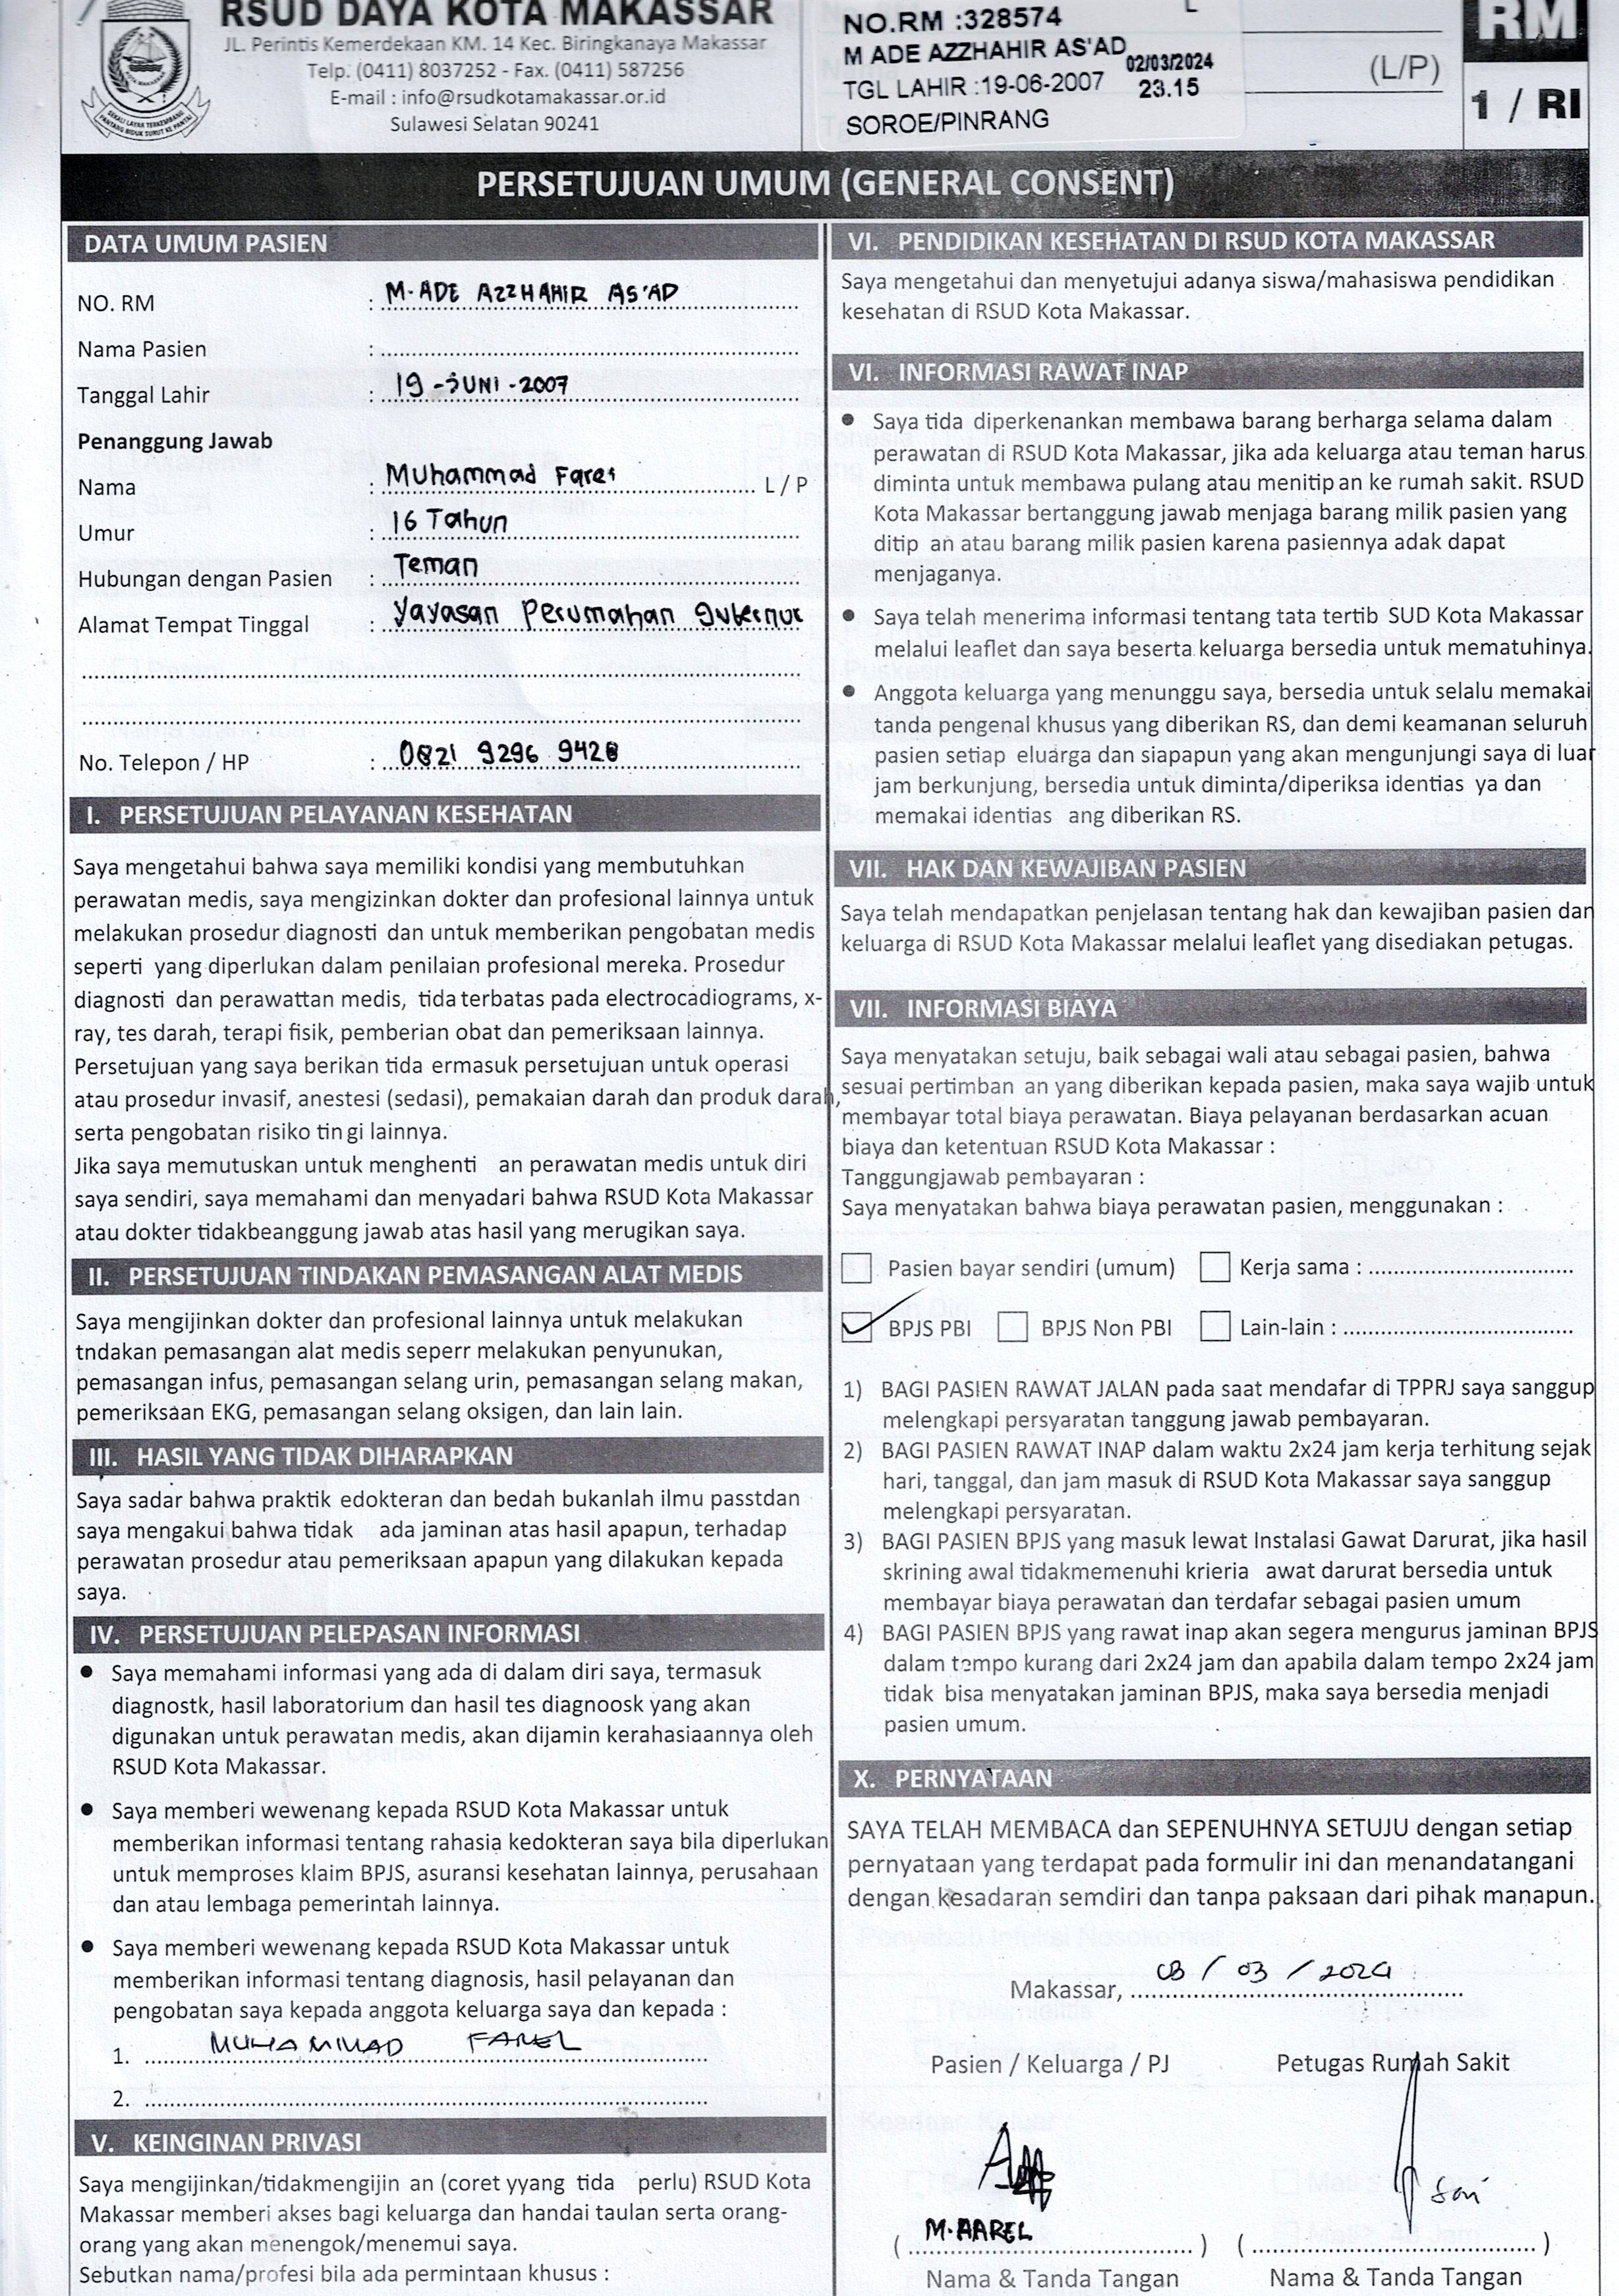 RSUD DAYA KOTA MAKASSAR
JL. Perintis Kemerdekaan KM. 14 Kec. Biringkanaya Makassar
Telp. (0411) 8037252 - Fax. (0411) 587256
E-mail : info@rsudkotamakassar.or.id
Sulawesi Selatan 90241
NO.RM :328574 L
M ADE AZZHAHIR AS'AD
02/03/2024
TGL LAHIR :19-06-2007 23.15
SOROE/PINRANG
(L/P)
RM
1 / RI
PERSETUJUAN UMUM (GENERAL CONSENT)
DATA UMUM PASIEN
NO. RM : M. ADE AZZHAHIR AS'AD
Nama Pasien :
Tanggal Lahir : 19 - JUNI - 2007
Penanggung Jawab
Nama : Muhammad L / P
Umur : 16 Tahun
Hubungan dengan Pasien : Teman
Alamat Tempat Tinggal : Yayasan Perumahan gubernur
No. Telepon / HP : 0821 9296 9428
I. PERSETUJUAN PELAYANAN KESEHATAN
Saya mengetahui bahwa saya memiliki kondisi yang membutuhkan
perawatan medis, saya mengizinkan dokter dan profesional lainnya untuk
melakukan prosedur diagnosti dan untuk memberikan pengobatan medis
seperti yang diperlukan dalam penilaian profesional mereka. Prosedur
diagnosti dan perawattan medis, tida terbatas pada electrocadiograms, x-
ray, tes darah, terapi fisik, pemberian obat dan pemeriksaan lainnya.
Persetujuan yang saya berikan tida ermasuk persetujuan untuk operasi
atau prosedur invasif, anestesi (sedasi), pemakaian darah dan produk darah,
serta pengobatan risiko tin gi lainnya.
Jika saya memutuskan untuk menghenti an perawatan medis untuk diri
saya sendiri, saya memahami dan menyadari bahwa RSUD Kota Makassar
atau dokter tidakbeanggung jawab atas hasil yang merugikan saya.
II. PERSETUJUAN TINDAKAN PEMASANGAN ALAT MEDIS
Saya mengijinkan dokter dan profesional lainnya untuk melakukan
tndakan pemasangan alat medis seperr melakukan penyunukan,
pemasangan infus, pemasangan selang urin, pemasangan selang makan,
pemeriksaan EKG, pemasangan selang oksigen, dan lain lain.
III. HASIL YANG TIDAK DIHARAPKAN
Saya sadar bahwa praktik edokteran dan bedah bukanlah ilmu passtdan
saya mengakui bahwa tidak ada jaminan atas hasil apapun, terhadap
perawatan prosedur atau pemeriksaan apapun yang dilakukan kepada
saya.
IV. PERSETUJUAN PELEPASAN INFORMASI
• Saya memahami informasi yang ada di dalam diri saya, termasuk
diagnostk, hasil laboratorium dan hasil tes diagnoosk yang akan
digunakan untuk perawatan medis, akan dijamin kerahasiaannya oleh
RSUD Kota Makassar.
• Saya memberi wewenang kepada RSUD Kota Makassar untuk
memberikan informasi tentang rahasia kedokteran saya bila diperlukan
untuk memproses klaim BPJS, asuransi kesehatan lainnya, perusahaan
dan atau lembaga pemerintah lainnya.
• Saya memberi wewenang kepada RSUD Kota Makassar untuk
memberikan informasi tentang diagnosis, hasil pelayanan dan
pengobatan saya kepada anggota keluarga saya dan kepada :
1. MUHAMMAD FAREL
2.
V. KEINGINAN PRIVASI
Saya mengijinkan/tidakmengijin an (coret yyang tida perlu) RSUD Kota
Makassar memberi akses bagi keluarga dan handai taulan serta orang-
orang yang akan menengok/menemui saya.
Sebutkan nama/profesi bila ada permintaan khusus :
VI. PENDIDIKAN KESEHATAN DI RSUD KOTA MAKASSAR
Saya mengetahui dan menyetujui adanya siswa/mahasiswa pendidikan
kesehatan di RSUD Kota Makassar.
VI. INFORMASI RAWAT INAP
• Saya tida diperkenankan membawa barang berharga selama dalam
perawatan di RSUD Kota Makassar, jika ada keluarga atau teman harus
diminta untuk membawa pulang atau menitip an ke rumah sakit. RSUD
Kota Makassar bertanggung jawab menjaga barang milik pasien yang
ditip an atau barang milik pasien karena pasiennya adak dapat
menjaganya.
• Saya telah menerima informasi tentang tata tertib SUD Kota Makassar
melalui leaflet dan saya beserta keluarga bersedia untuk mematuhinya.
• Anggota keluarga yang menunggu saya, bersedia untuk selalu memakai
tanda pengenal khusus yang diberikan RS, dan demi keamanan seluruh
pasien setiap eluarga dan siapapun yang akan mengunjungi saya di luar
jam berkunjung, bersedia untuk diminta/diperiksa identias ya dan
memakai identias ang diberikan RS.
VII. HAK DAN KEWAJIBAN PASIEN
Saya telah mendapatkan penjelasan tentang hak dan kewajiban pasien dan
keluarga di RSUD Kota Makassar melalui leaflet yang disediakan petugas.
VII. INFORMASI BIAYA
Saya menyatakan setuju, baik sebagai wali atau sebagai pasien, bahwa
sesuai pertimban an yang diberikan kepada pasien, maka saya wajib untuk
membayar total biaya perawatan. Biaya pelayanan berdasarkan acuan
biaya dan ketentuan RSUD Kota Makassar :
Tanggungjawab pembayaran :
Saya menyatakan bahwa biaya perawatan pasien, menggunakan :
Pasien bayar sendiri (umum) Kerja sama :
BPJS PBI BPJS Non PBI Lain-lain :
1) BAGI PASIEN RAWAT JALAN pada saat mendafar di TPPRJ saya sanggup
melengkapi persyaratan tanggung jawab pembayaran.
2) BAGI PASIEN RAWAT INAP dalam waktu 2x24 jam kerja terhitung sejak
hari, tanggal, dan jam masuk di RSUD Kota Makassar saya sanggup
melengkapi persyaratan.
3) BAGI PASIEN BPJS yang masuk lewat Instalasi Gawat Darurat, jika hasil
skrining awal tidakmemenuhi krieria awat darurat bersedia untuk
membayar biaya perawatan dan terdafar sebagai pasien umum
4) BAGI PASIEN BPJS yang rawat inap akan segera mengurus jaminan BPJS
dalam tempo kurang dari 2x24 jam dan apabila dalam tempo 2x24 jam
tidak bisa menyatakan jaminan BPJS, maka saya bersedia menjadi
pasien umum.
X. PERNYATAAN
SAYA TELAH MEMBACA dan SEPENUHNYA SETUJU dengan setiap
pernyataan yang terdapat pada formulir ini dan menandatangani
dengan kesadaran semdiri dan tanpa paksaan dari pihak manapun.
Makassar, 03 / 03 / 2024
Pasien / Keluarga / PJ Petugas Rumah Sakit
( ) ( )
Nama & Tanda Tangan Nama & Tanda Tangan